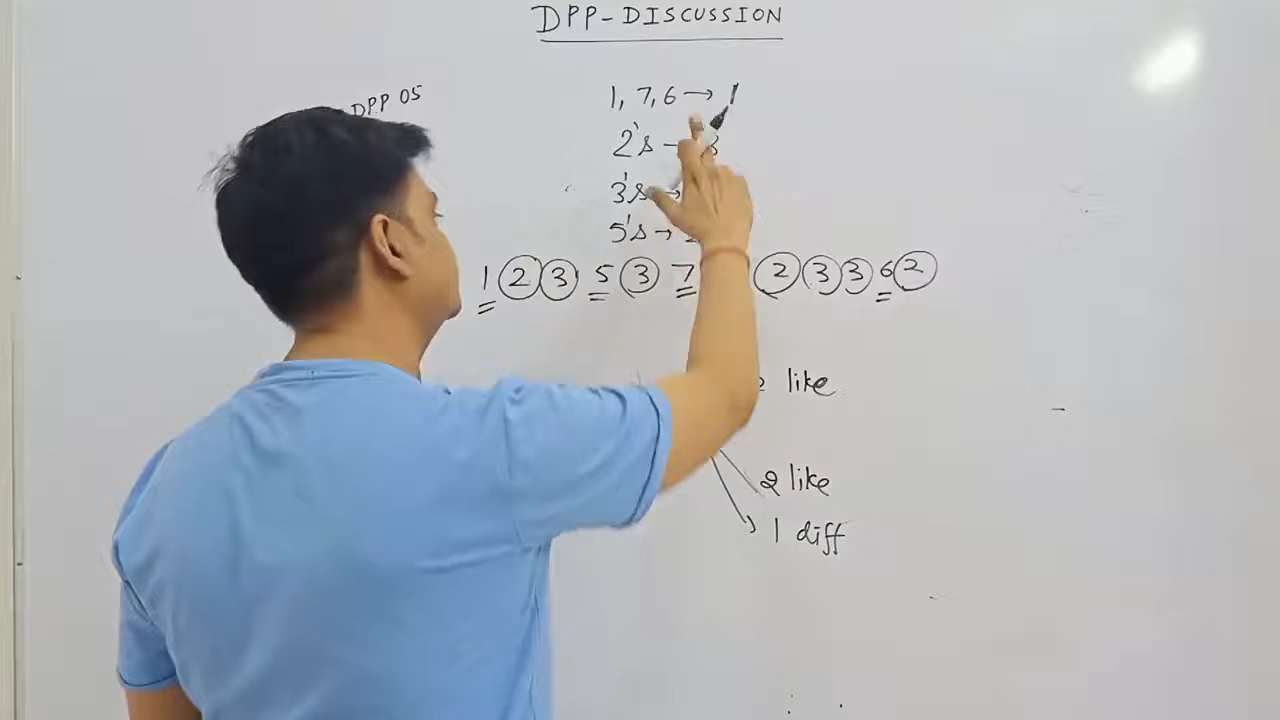 DPP-DISCUSSION
DPP 05
1, 7, 6 → 1
2's →
3's →
5's →
1 2 3 5 3 7 2 3 3 6 2
like
2 like
1 diff